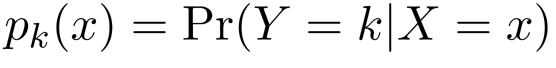 p_k(x) = Pr(Y = k|X = x)